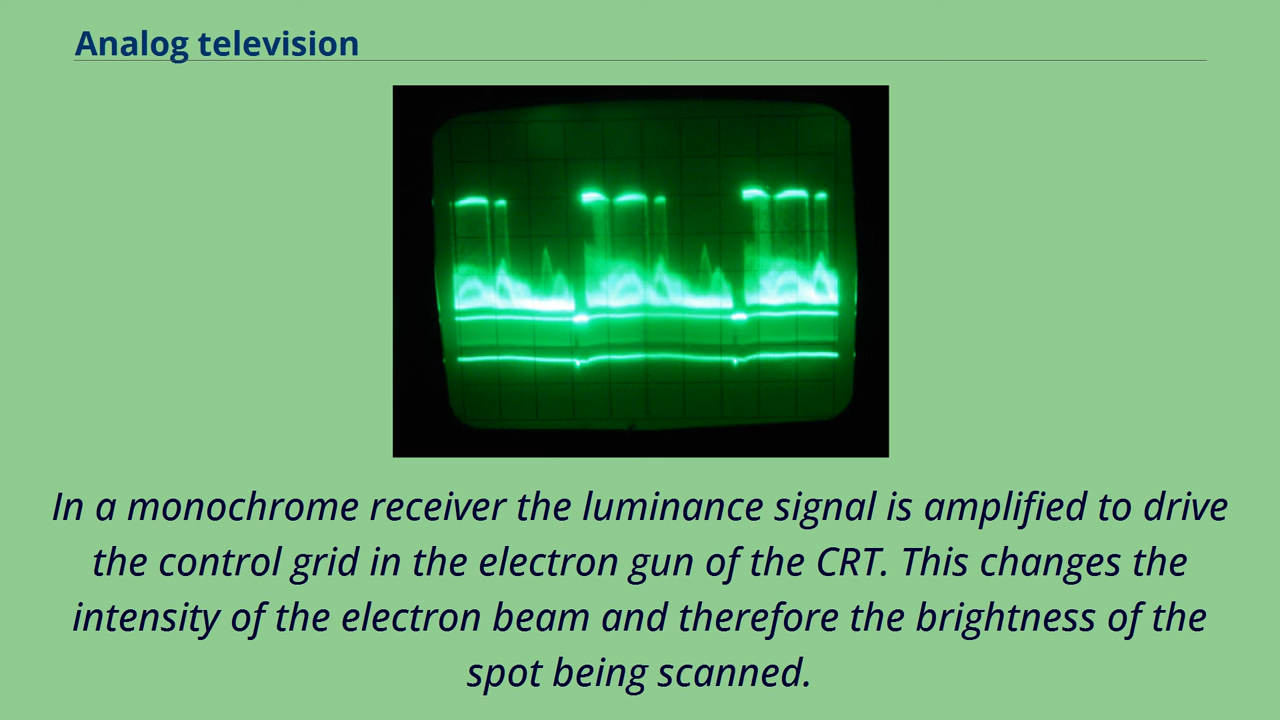 Analog television
In a monochrome receiver the luminance signal is amplified to drive
the control grid in the electron gun of the CRT. This changes the
intensity of the electron beam and therefore the brightness of the
spot being scanned.